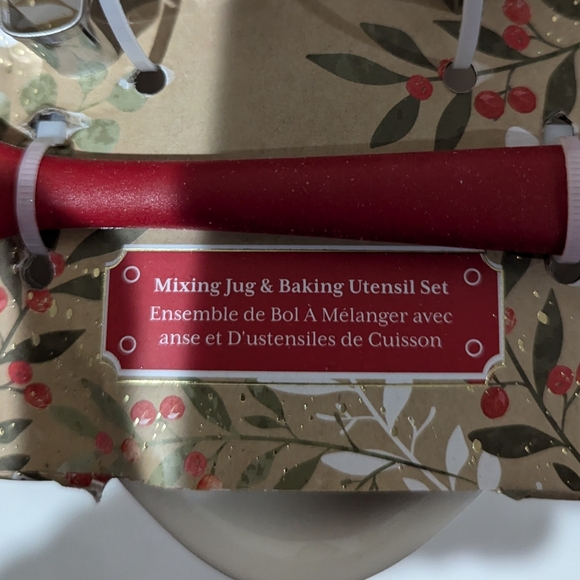 Mixing Jug & Baking Utensil Set
Ensemble de Bol À Mélanger avec
anse et D'ustensiles de Cuisson